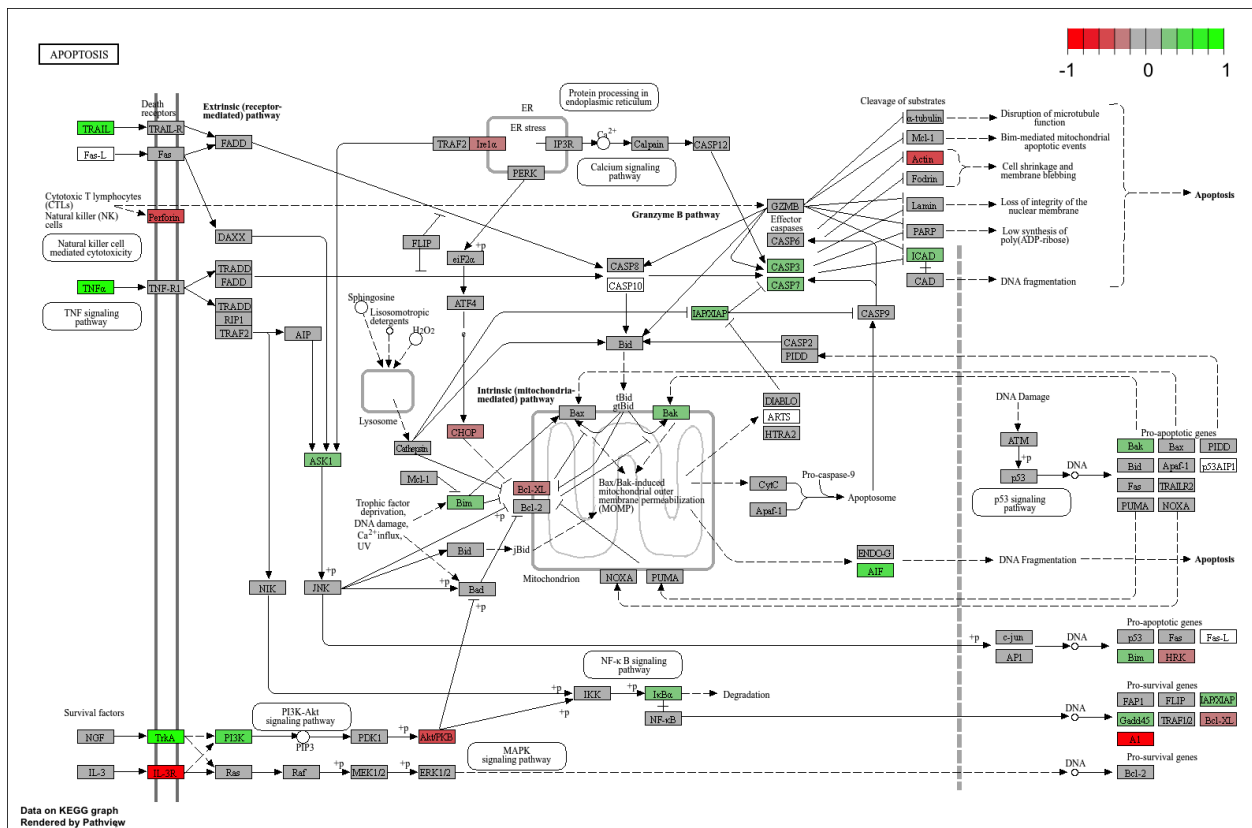 APOPTOSIS
-1 0 1
Death
receptors
Extrinsic (receptor-
mediated) pathway
TRAIL
TRAIL-R
Fas-L
Fas
FADD
Cytotoxic T lymphocytes
(CTLs)
Natural killer (NK)
cells
Perforin
Natural killer cell
mediated cytotoxicity
DAXX
TNFα
TNF-R1
TNF signaling
pathway
TRADD
FADD
TRADD
RIP1
TRAF2
AIP
ASK1
ER
ER stress
TRAF2
Ire1α
IP3R
PERK
Protein processing in
endoplasmic reticulum
Ca2+
Calpain
CASP12
Calcium signaling
pathway
Granzyme B pathway
GZMB
FLIP
+p
eiF2α
ATF4
e
CHOP
CASP8
CASP10
Effector
caspases
CASP6
CASP3
CASP7
IAP/XIAP
CASP9
Cleavage of substrates
α-tubulin
Mcl-1
Actin
Fodrin
Lamin
PARP
ICAD
CAD
Disruption of microtubule
function
Bim-mediated mitochondrial
apoptotic events
Cell shrinkage and
membrane blebbing
Loss of integrity of
the nuclear membrane
Low synthesis of
poly(ADP-ribose)
DNA fragmentation
Apoptosis
Sphingosine
Lisosomotropic
detergents
H2O2
Lysosome
Cathepsin
Bid
CASP2
PIDD
tBid
gtBid
Intrinsic (mitochondria-
mediated) pathway
Bax
Bak
DIABLO
ARTS
HTRA2
Mcl-1
Bim
Bcl-XL
Bcl-2
+p
Trophic factor
deprivation,
DNA damage,
Ca2+ influx,
UV
Bax/Bak-induced
mitochondrial outer
membrane permeabilization
(MOMP)
CytC
Apaf-1
Pro-caspase-9
Apoptosome
Bid
jBid
+p
+p
Bad
+p
Mitochondrion
NOXA
PUMA
ENDO-G
AIF
DNA Fragmentation
Apoptosis
DNA Damage
ATM
+p
p53
p53 signaling
pathway
DNA
Pro-apoptotic genes
Bak
Bax
PIDD
Bid
Apaf-1
p53AIP1
Fas
TRAILR2
PUMA
NOXA
NIK
+p
JNK
+p
c-jun
AP1
DNA
Pro-apoptotic genes
p53
Fas
Fas-L
Bim
HRK
NF-κ B signaling
pathway
+p
IKK
+p
+p
IκBα
NF-κB
Degradation
DNA
Pro-survival genes
FAP1
FLIP
IAP/XIAP
Gadd45
TRAF1/2
Bcl-XL
A1
Survival factors
NGF
TrkA
PI3K
PI3K-Akt
signaling pathway
PIP3
PDK1
+p
Akt/PKB
MAPK
signaling pathway
IL-3
IL-3R
Ras
Raf
+p
MEK1/2
+p
ERK1/2
DNA
Pro-survival genes
Bcl-2
Data on KEGG graph
Rendered by Pathview